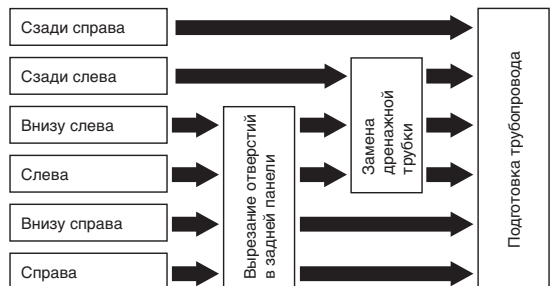 Сзади справа
Сзади слева
Внизу слева
Слева
Внизу справа
Справа
Вырезание отверстий
в задней панели
Замена
дренажной
трубки
Подготовка трубопровода